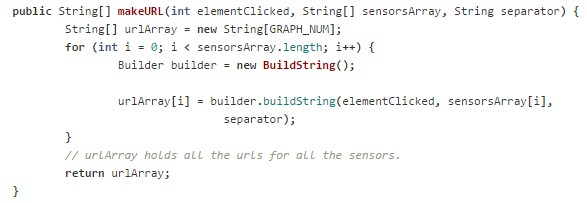 public String[] makeURL(int elementClicked, String[] sensorsArray, String separator) {
String[] urlArray = new String[GRAPH_NUM];
for (int i = 0; i < sensorsArray.length; i++) {
Builder builder = new BuildString();
urlArray[i] = builder.buildString(elementClicked, sensorsArray[i],
separator);
}
// urlArray holds all the urls for all the sensors.
return urlArray;
}